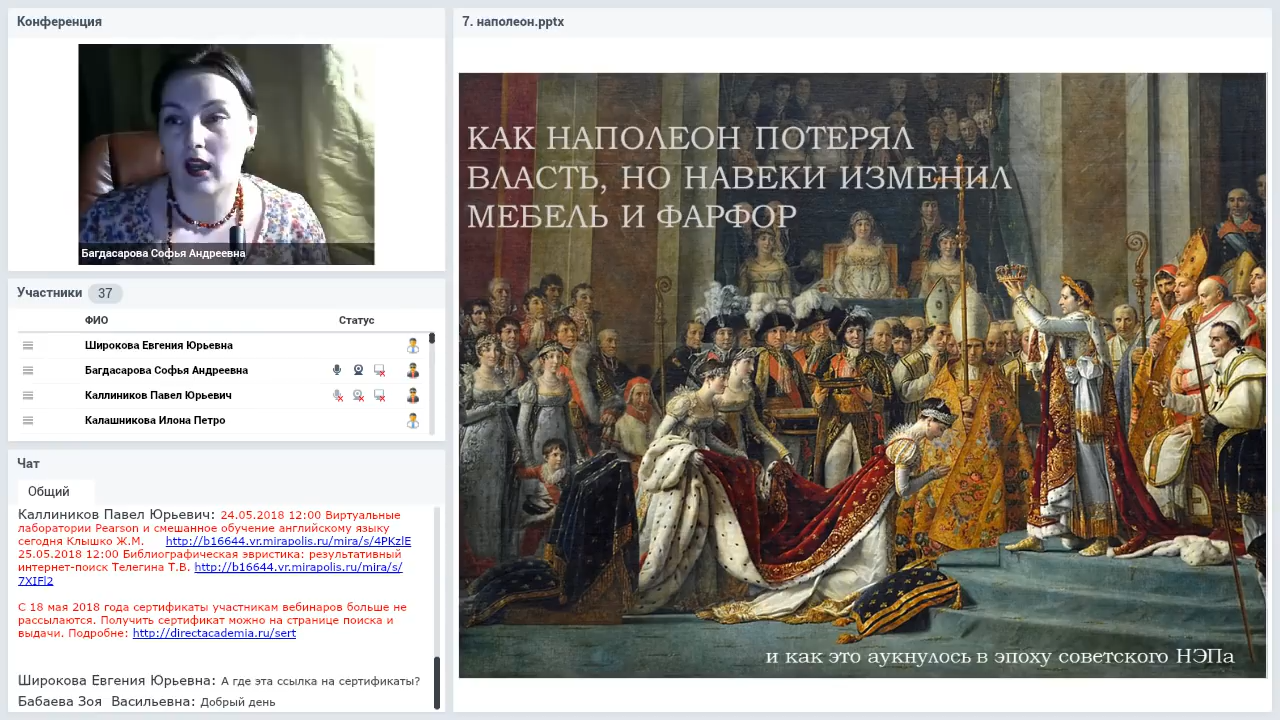 Конференция
Багдасарова Софья Андреевна
Участники 37
ФИО Статус
Широкова Евгения Юрьевна
Багдасарова Софья Андреевна
Каллиников Павел Юрьевич
Калашникова Илона Петро
Чат
Общий
Каллиников Павел Юрьевич: 24.05.2018 12:00 Виртуальные
лаборатории Pearson и смешанное обучение английскому языку
сегодня Клышко Ж.М. http://b16644.vr.mirapolis.ru/mira/s/4PKzlE
25.05.2018 12:00 Библиографическая эвристика: результативный
интернет-поиск Телегина Т.В. http://b16644.vr.mirapolis.ru/mira/s/
7XIFl2
С 18 мая 2018 года сертификаты участникам вебинаров больше не
рассылаются. Получить сертификат можно на странице поиска и
выдачи. Подробне: http://directacademia.ru/sert
Широкова Евгения Юрьевна: А где эта ссылка на сертификаты?
Бабаева Зоя Васильевна: Добрый день
7. наполеон.pptx
КАК НАПОЛЕОН ПОТЕРЯЛ
ВЛАСТЬ, НО НАВЕКИ ИЗМЕНИЛ
МЕБЕЛЬ И ФАРФОР
и как это аукнулось в эпоху советского НЭПа